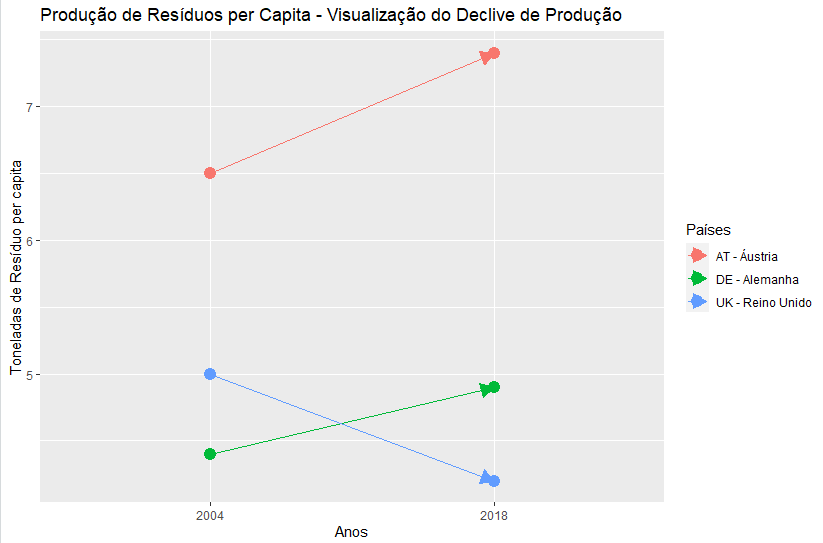 Produção de Resíduos per Capita - Visualização do Declive de Produção
Toneladas de Resíduo per capita
7
6
5
2004
2018
Anos
Países
AT - Áustria
DE - Alemanha
UK - Reino Unido